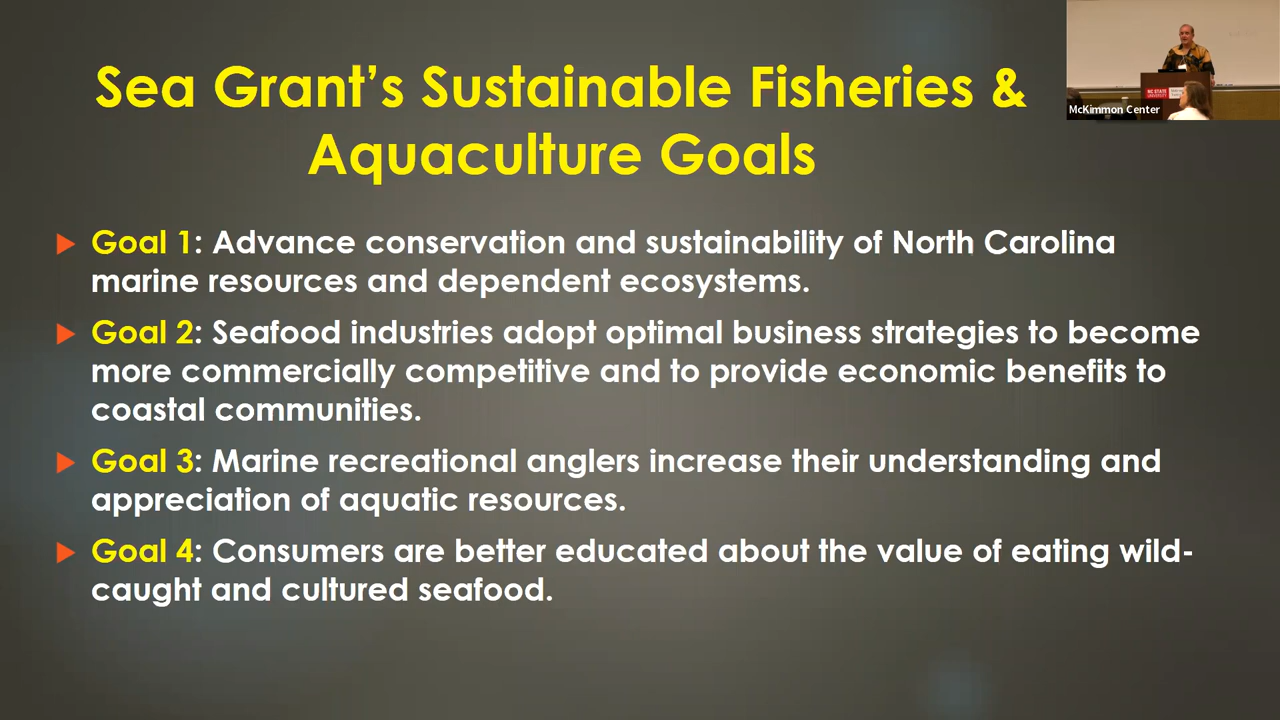 Sea Grant’s Sustainable Fisheries &
Aquaculture Goals
McKimmon Center
NC STATE
UNIVERSITY
Goal 1: Advance conservation and sustainability of North Carolina
marine resources and dependent ecosystems.
Goal 2: Seafood industries adopt optimal business strategies to become
more commercially competitive and to provide economic benefits to
coastal communities.
Goal 3: Marine recreational anglers increase their understanding and
appreciation of aquatic resources.
Goal 4: Consumers are better educated about the value of eating wild-
caught and cultured seafood.